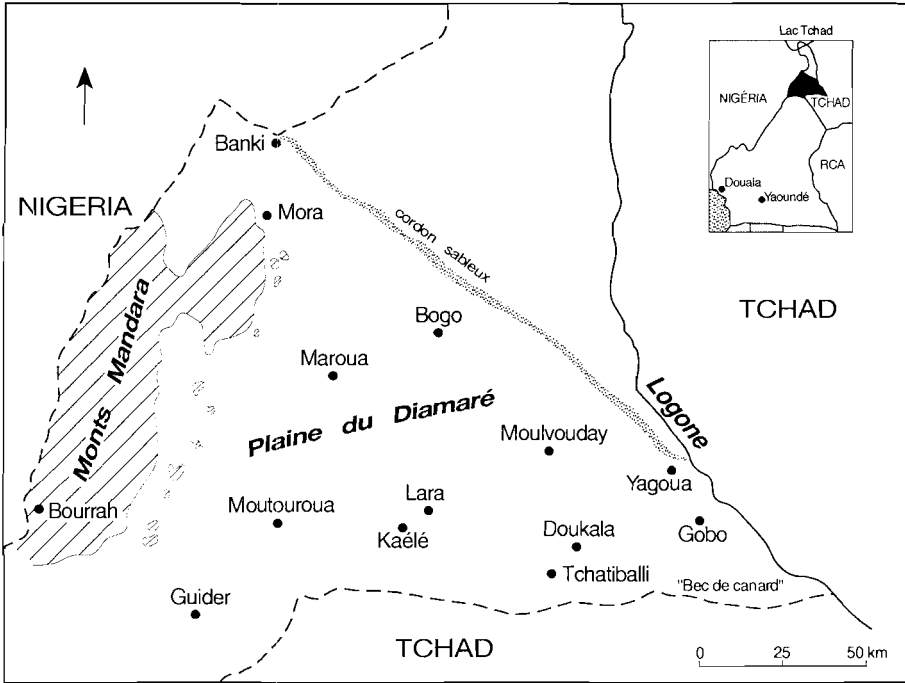 Lac Tchad
NIGÉRIA
TCHAD
RCA
Douala
Yaoundé
Banki
NIGERIA
Mora
cordon sableux
TCHAD
Monts Mandara
Bogo
Maroua
Plaine du Diamaré
Logone
Moulvouday
Yagoua
Bourrah
Moutouroua
Lara
Kaélé
Gobo
Doukala
Tchatiballi
"Bec de canard"
Guider
TCHAD
0 25 50 km